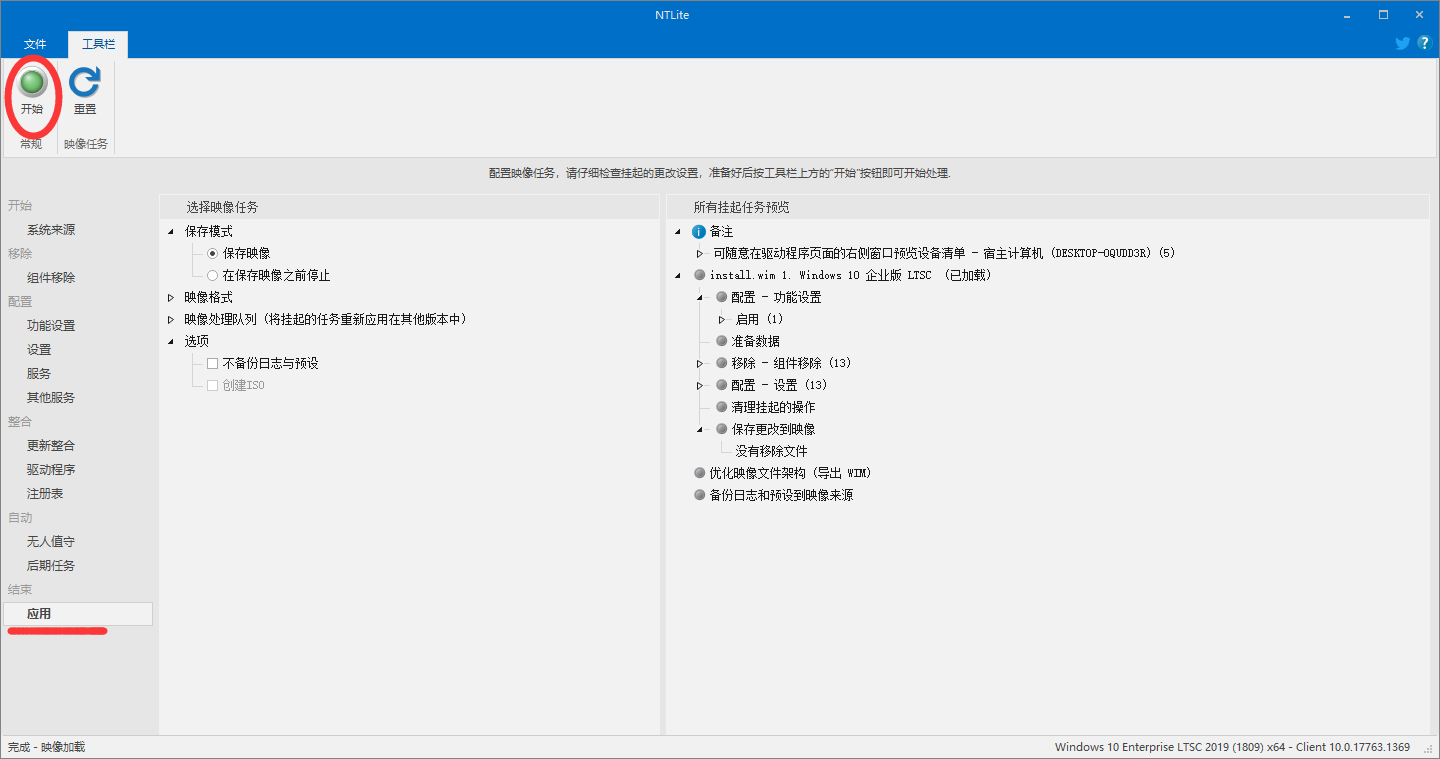 NTLite
文件
工具栏
开始
重置
常规
映像任务
配置映像任务，请仔细检查挂起的更改设置，准备好后按工具栏上方的“开始”按钮即可开始处理.
开始
系统来源
移除
组件移除
配置
功能设置
设置
服务
其他服务
整合
更新整合
驱动程序
注册表
自动
无人值守
后期任务
结束
应用
选择映像任务
保存模式
保存映像
在保存映像之前停止
映像格式
映像处理队列（将挂起的任务重新应用在其他版本中）
选项
不备份日志与预设
创建ISO
所有挂起任务预览
备注
可随意在驱动程序页面的右侧窗口预览设备清单 - 宿主计算机 (DESKTOP-OQUDD3R) (5)
install.wim 1. Windows 10 企业版 LTSC （已加载）
配置 - 功能设置
启用 (1)
准备数据
移除 - 组件移除 (13)
配置 - 设置 (13)
清理挂起的操作
保存更改到映像
没有移除文件
优化映像文件架构 (导出 WIM)
备份日志和预设到映像来源
完成 - 映像加载
Windows 10 Enterprise LTSC 2019 (1809) x64 - Client 10.0.17763.1369